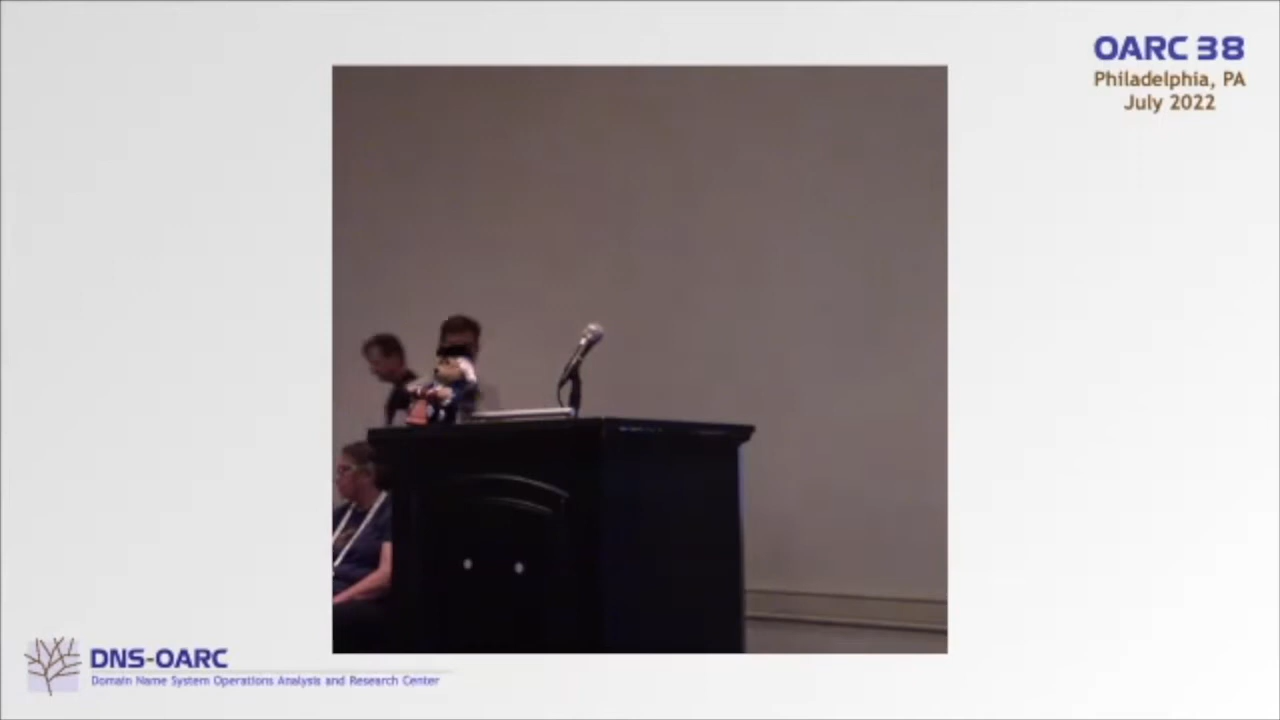 OARC 38
Philadelphia, PA
July 2022
DNS-OARC
Domain Name System Operations Analysis and Research Center